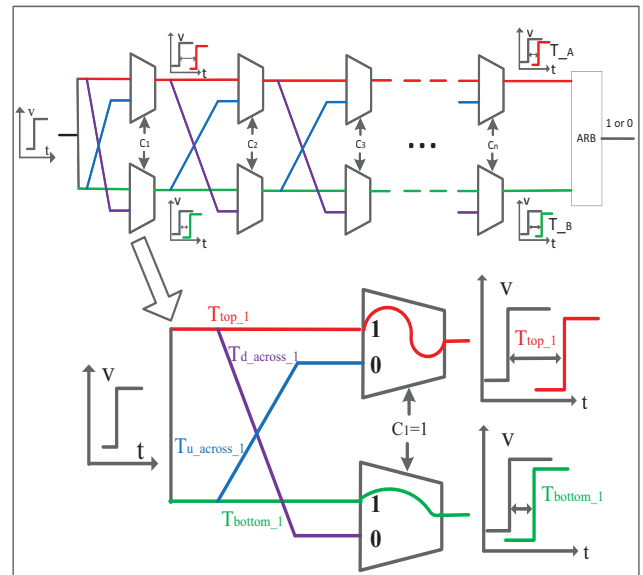 V
t
V
t
T_A
V
t
V
t
C1
C2
C3
•••
Cn
ARB
1 or 0
V
t
V
t
T_B
Ttop_1
1
0
Td_across_1
V
t
Tu_across_1
C1=1
Tbottom_1
1
0
V
Ttop_1
t
V
Tbottom_1
t